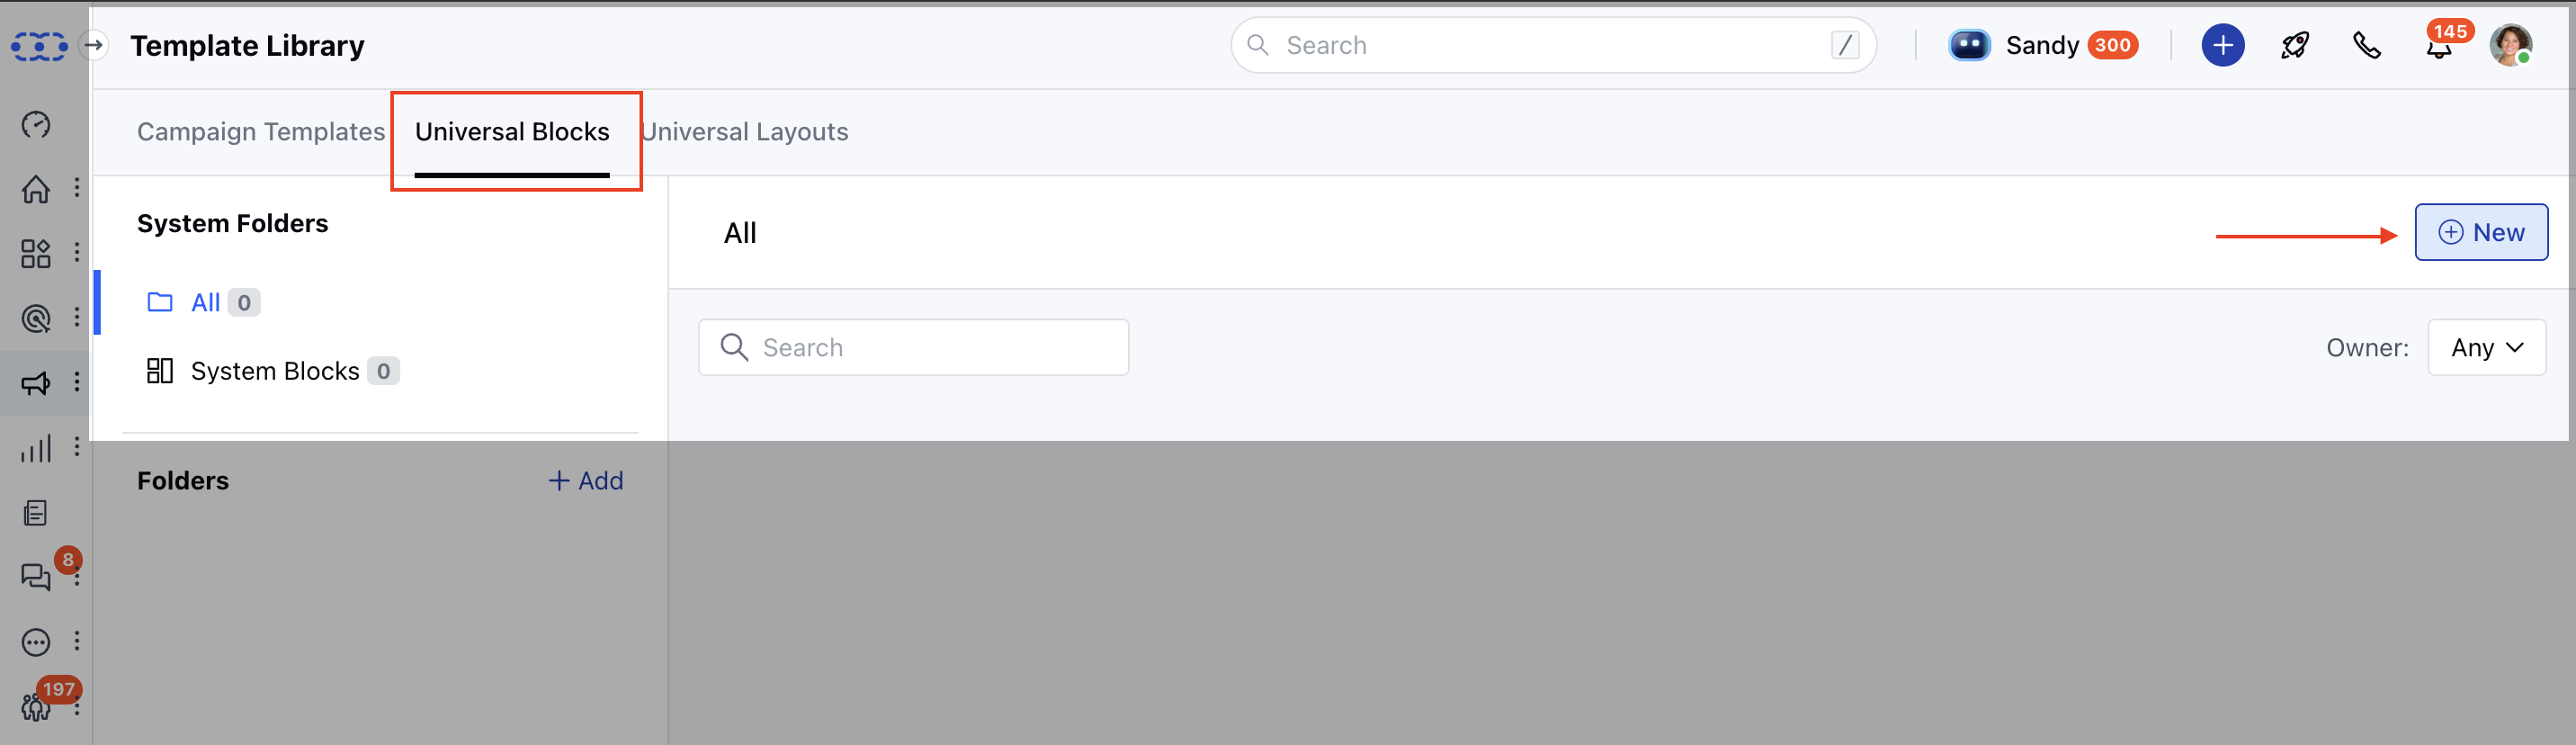 Template Library
Search /
Sandy 300
145
Campaign Templates
Universal Blocks
Universal Layouts
System Folders
All 0
System Blocks 0
All
New
Search
Owner: Any
Folders
Add
8
197